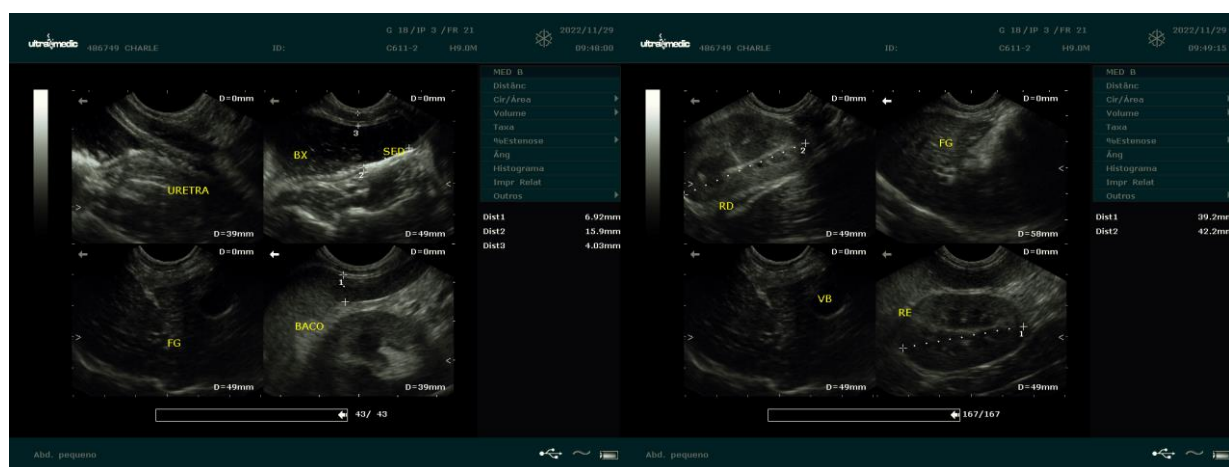 G 18/IP 3 /FR 21
2022/11/29
ultramedic
486749 CHARLE
ID:
C611-2
H9.0M
09:48:00
MED B
Distânc
Cir/Área
Volume
Taxa
%Estenose
Âng
Histograma
Impr Relat
Outros
D=0mm
URETRA
D=39mm
D=0mm
3
BX
SED
2
D=49mm
Dist1 6.92mm
Dist2 15.9mm
Dist3 4.03mm
D=0mm
FG
D=49mm
D=0mm
1
BACO
D=39mm
43/ 43
Abd. pequeno
G 18/IP 3 /FR 21
2022/11/29
ultramedic
486749 CHARLE
ID:
C611-2
H9.0M
09:49:15
MED B
Distânc
Cir/Área
Volume
Taxa
%Estenose
Âng
Histograma
Impr Relat
Outros
D=0mm
2
RD
D=49mm
D=0mm
FG
D=58mm
Dist1 39.2mm
Dist2 42.2mm
D=0mm
VB
D=49mm
D=0mm
RE
1
D=49mm
167/167
Abd. pequeno